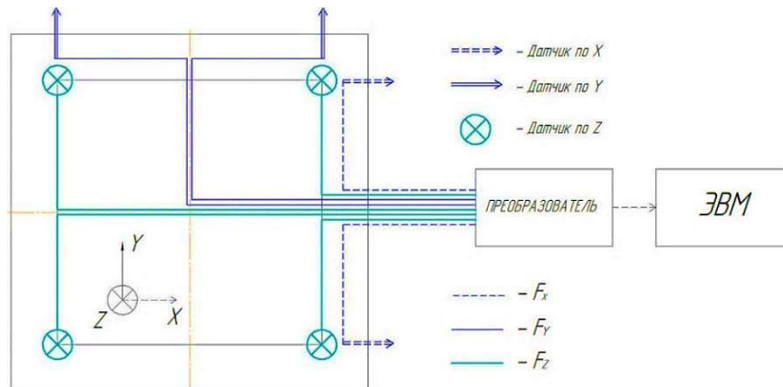 – Датчик по X
– Датчик по Y
– Датчик по Z
ПРЕОБРАЗОВАТЕЛЬ
ЭВМ
Y
Z
X
– Fx
– FY
– FZ